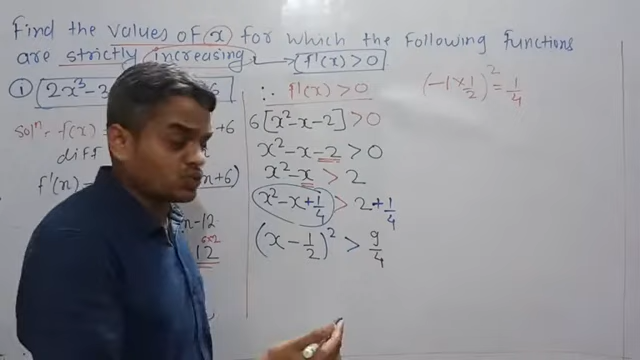 Find the values of x for which the following functions
are strictly increasing → f'(x) > 0
① 2x³-3 +6
Solⁿ- f(x) = +6
diff
f'(x) = x+6)
x-12
6×2
12
∴ f'(x) > 0
6[x²-x-2] > 0
x²-x-2 > 0
x²-x > 2
x²-x+1/4 > 2+1/4
(x-1/2)² > 9/4
(-1×1/2)² = 1/4